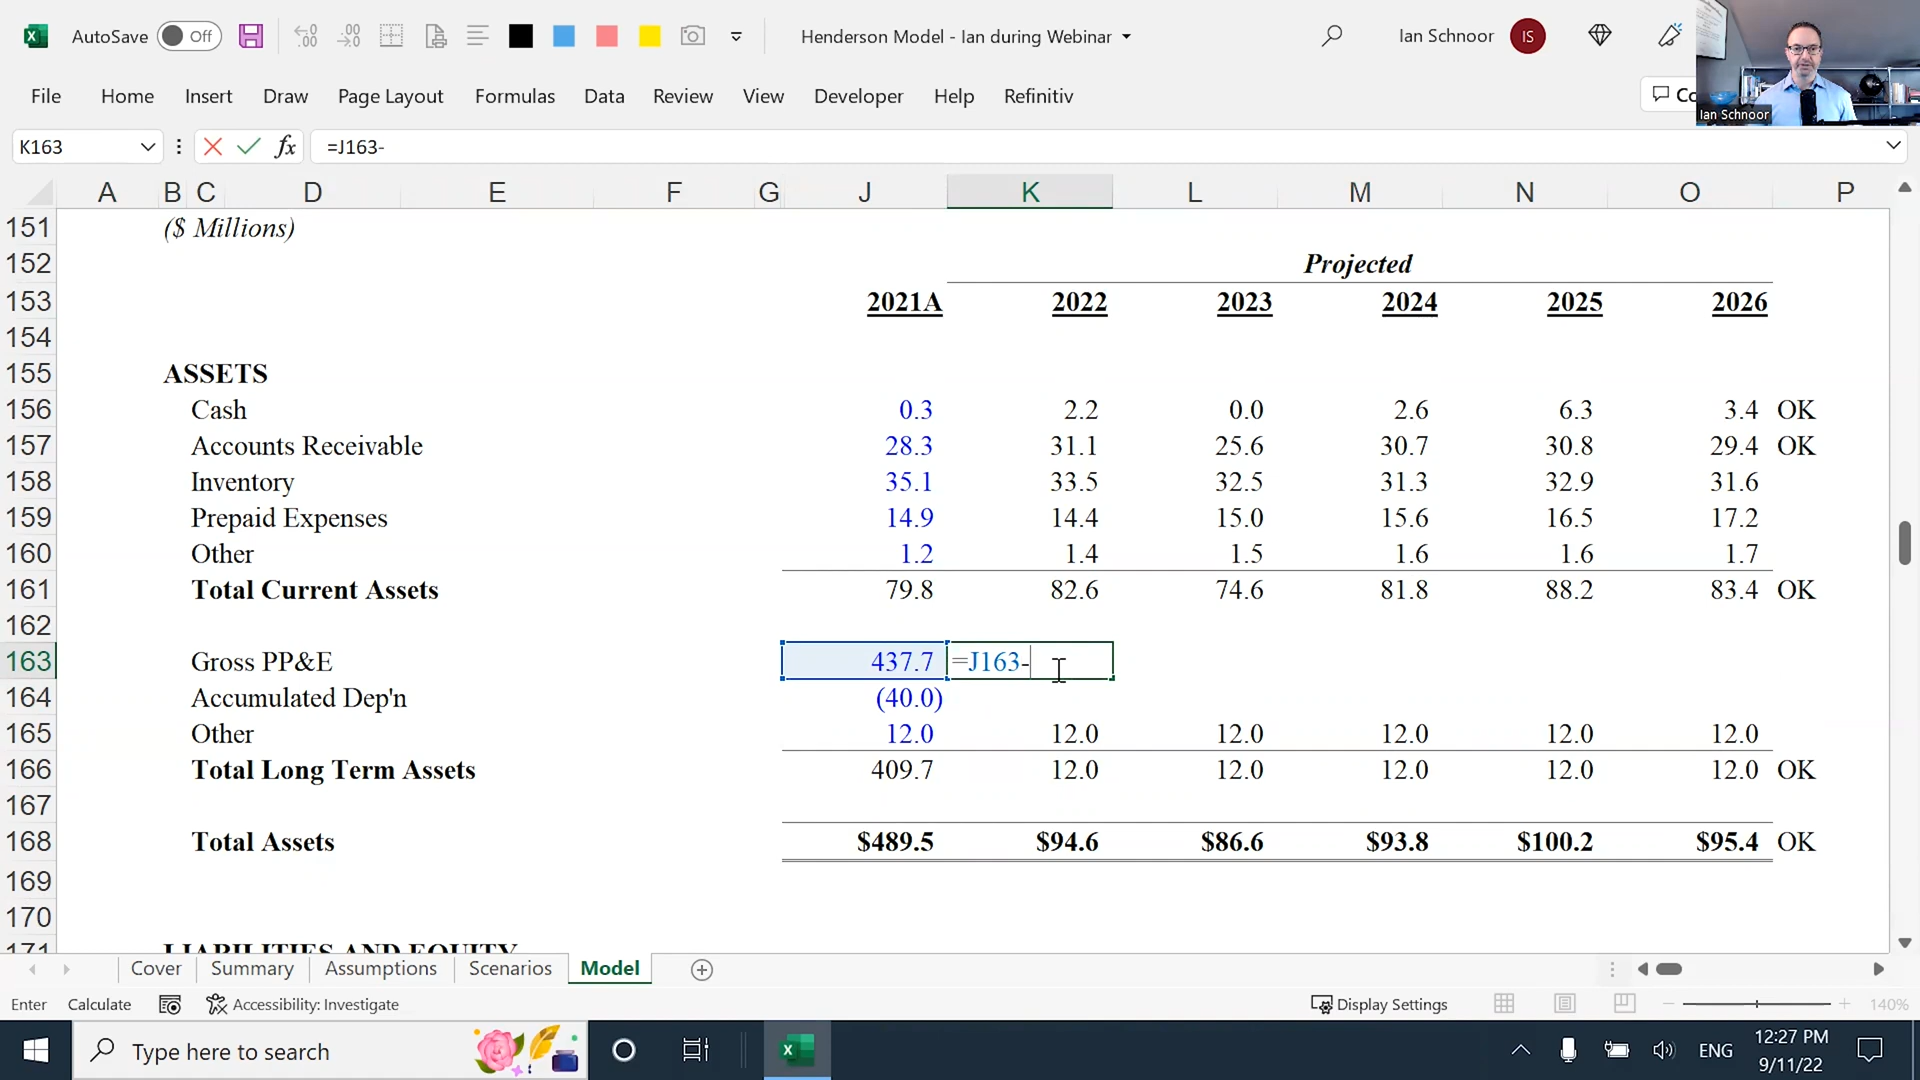 AutoSave Off Henderson Model - Ian during Webinar Ian Schnoor IS
File Home Insert Draw Page Layout Formulas Data Review View Developer Help Refinitiv
Ian Schnoor
K163 fx =J163-
A B C D E F G J K L M N O P
151 ($ Millions)
152 Projected
153 2021A 2022 2023 2024 2025 2026
154
155 ASSETS
156 Cash 0.3 2.2 0.0 2.6 6.3 3.4 OK
157 Accounts Receivable 28.3 31.1 25.6 30.7 30.8 29.4 OK
158 Inventory 35.1 33.5 32.5 31.3 32.9 31.6
159 Prepaid Expenses 14.9 14.4 15.0 15.6 16.5 17.2
160 Other 1.2 1.4 1.5 1.6 1.6 1.7
161 Total Current Assets 79.8 82.6 74.6 81.8 88.2 83.4 OK
162
163 Gross PP&E 437.7 =J163-
164 Accumulated Dep'n (40.0)
165 Other 12.0 12.0 12.0 12.0 12.0 12.0
166 Total Long Term Assets 409.7 12.0 12.0 12.0 12.0 12.0 OK
167
168 Total Assets $489.5 $94.6 $86.6 $93.8 $100.2 $95.4 OK
169
170
171 LIABILITIES AND EQUITY
Cover Summary Assumptions Scenarios Model
Enter Calculate Accessibility: Investigate Display Settings 140%
Type here to search ENG 12:27 PM
9/11/22